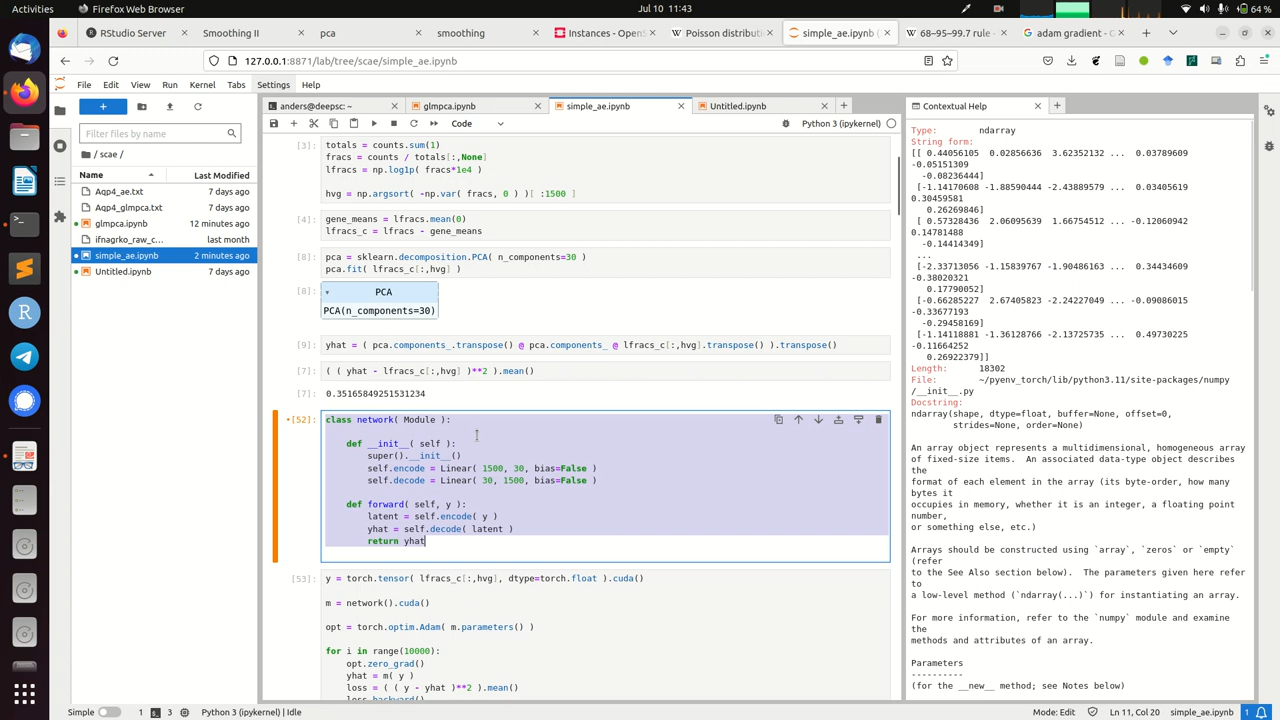 Activities
Firefox Web Browser
Jul 10 11:43
64 %
RStudio Server
Smoothing II
pca
smoothing
Instances - OpenS
Poisson distributi
simple_ae.ipynb (
68–95–99.7 rule -
adam gradient -
127.0.0.1:8871/lab/tree/scae/simple_ae.ipynb
File Edit View Run Kernel Tabs Settings Help
Filter files by name
/ scae /
Name Last Modified
Aqp4_ae.txt 7 days ago
Aqp4_glmpca.txt 7 days ago
glmpca.ipynb 12 minutes ago
ifnagrko_raw_c... last month
simple_ae.ipynb 2 minutes ago
Untitled.ipynb 7 days ago
anders@deepsc: ~
glmpca.ipynb
simple_ae.ipynb
Untitled.ipynb
Code
Python 3 (ipykernel)
[3]: totals = counts.sum(1)
fracs = counts / totals[:,None]
lfracs = np.log1p( fracs*1e4 )
hvg = np.argsort( -np.var( fracs, 0 ) )[ :1500 ]
[4]: gene_means = lfracs.mean(0)
lfracs_c = lfracs - gene_means
[8]: pca = sklearn.decomposition.PCA( n_components=30 )
pca.fit( lfracs_c[:,hvg] )
[8]: PCA
PCA(n_components=30)
[9]: yhat = ( pca.components_.transpose() @ pca.components_ @ lfracs_c[:,hvg].transpose() ).transpose()
[7]: ( ( yhat - lfracs_c[:,hvg] )**2 ).mean()
[7]: 0.35165849251531234
•[52]: class network( Module ):
def __init__( self ):
super().__init__()
self.encode = Linear( 1500, 30, bias=False )
self.decode = Linear( 30, 1500, bias=False )
def forward( self, y ):
latent = self.encode( y )
yhat = self.decode( latent )
return yhat
[53]: y = torch.tensor( lfracs_c[:,hvg], dtype=torch.float ).cuda()
m = network().cuda()
opt = torch.optim.Adam( m.parameters() )
for i in range(10000):
opt.zero_grad()
yhat = m( y )
loss = ( ( y - yhat )**2 ).mean()
loss.backward()
Contextual Help
Type: ndarray
String form:
[[ 0.44056105 0.02856636 3.62352132 ... 0.03789609
-0.05151309
-0.08236444]
[-1.14170608 -1.88590444 -2.43889579 ... 0.03405619
0.30459581
0.26269846]
[ 0.57328436 2.06095639 1.66754512 ... -0.12060942
0.14781488
-0.14414349]
...
[-2.33713056 -1.15839767 -1.90486163 ... 0.34434609
-0.38020321
0.17790052]
[-0.66285227 2.67405823 -2.24227049 ... -0.09086015
-0.33677193
-0.29458169]
[-1.14118881 -1.36128766 -2.13725735 ... 0.49730225
-0.11664252
0.26922379]]
Length: 18302
File: ~/pyenv_torch/lib/python3.11/site-packages/numpy
/__init__.py
Docstring:
ndarray(shape, dtype=float, buffer=None, offset=0,
strides=None, order=None)
An array object represents a multidimensional, homogeneous array
of fixed-size items. An associated data-type object describes
the
format of each element in the array (its byte-order, how many
bytes it
occupies in memory, whether it is an integer, a floating point
number,
or something else, etc.)
Arrays should be constructed using `array`, `zeros` or `empty`
(refer
to the See Also section below). The parameters given here refer
to
a low-level method (`ndarray(...)`) for instantiating an array.
For more information, refer to the `numpy` module and examine
the
methods and attributes of an array.
Parameters
----------
(for the __new__ method; see Notes below)
Simple 1 3 Python 3 (ipykernel) | Idle
Mode: Edit Ln 11, Col 20 simple_ae.ipynb 1